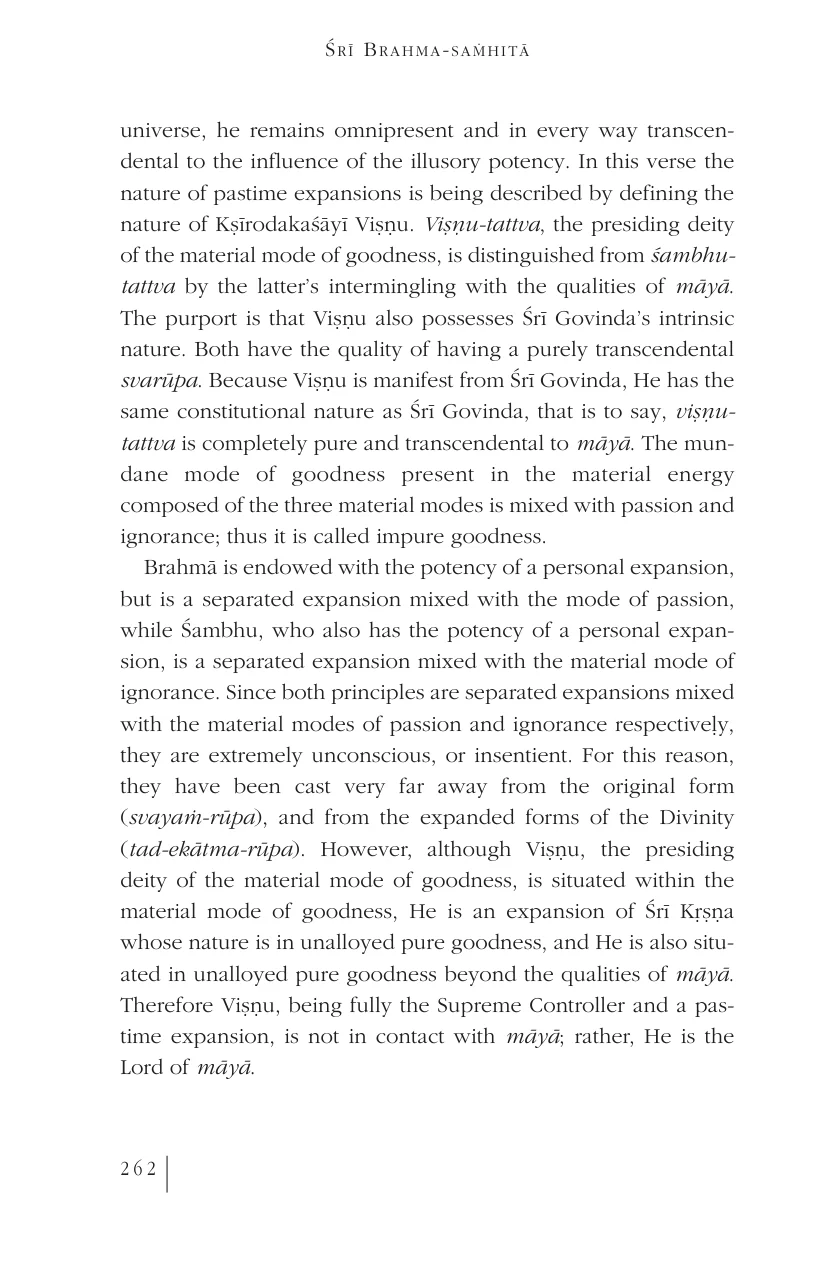 Śrī Brahma-saṁhitā
universe, he remains omnipresent and in every way transcen-
dental to the influence of the illusory potency. In this verse the
nature of pastime expansions is being described by defining the
nature of Kṣīrodakaśāyī Viṣṇu. Viṣṇu-tattva, the presiding deity
of the material mode of goodness, is distinguished from śambhu-
tattva by the latter’s intermingling with the qualities of māyā.
The purport is that Viṣṇu also possesses Śrī Govinda’s intrinsic
nature. Both have the quality of having a purely transcendental
svarūpa. Because Viṣṇu is manifest from Śrī Govinda, He has the
same constitutional nature as Śrī Govinda, that is to say, viṣṇu-
tattva is completely pure and transcendental to māyā. The mun-
dane mode of goodness present in the material energy
composed of the three material modes is mixed with passion and
ignorance; thus it is called impure goodness.
Brahmā is endowed with the potency of a personal expansion,
but is a separated expansion mixed with the mode of passion,
while Śambhu, who also has the potency of a personal expan-
sion, is a separated expansion mixed with the material mode of
ignorance. Since both principles are separated expansions mixed
with the material modes of passion and ignorance respectiveḷy,
they are extremely unconscious, or insentient. For this reason,
they have been cast very far away from the original form
(svayaṁ-rūpa), and from the expanded forms of the Divinity
(tad-ekātma-rūpa). However, although Viṣṇu, the presiding
deity of the material mode of goodness, is situated within the
material mode of goodness, He is an expansion of Śrī Kṛṣṇa
whose nature is in unalloyed pure goodness, and He is also situ-
ated in unalloyed pure goodness beyond the qualities of māyā.
Therefore Viṣṇu, being fully the Supreme Controller and a pas-
time expansion, is not in contact with māyā; rather, He is the
Lord of māyā.
262